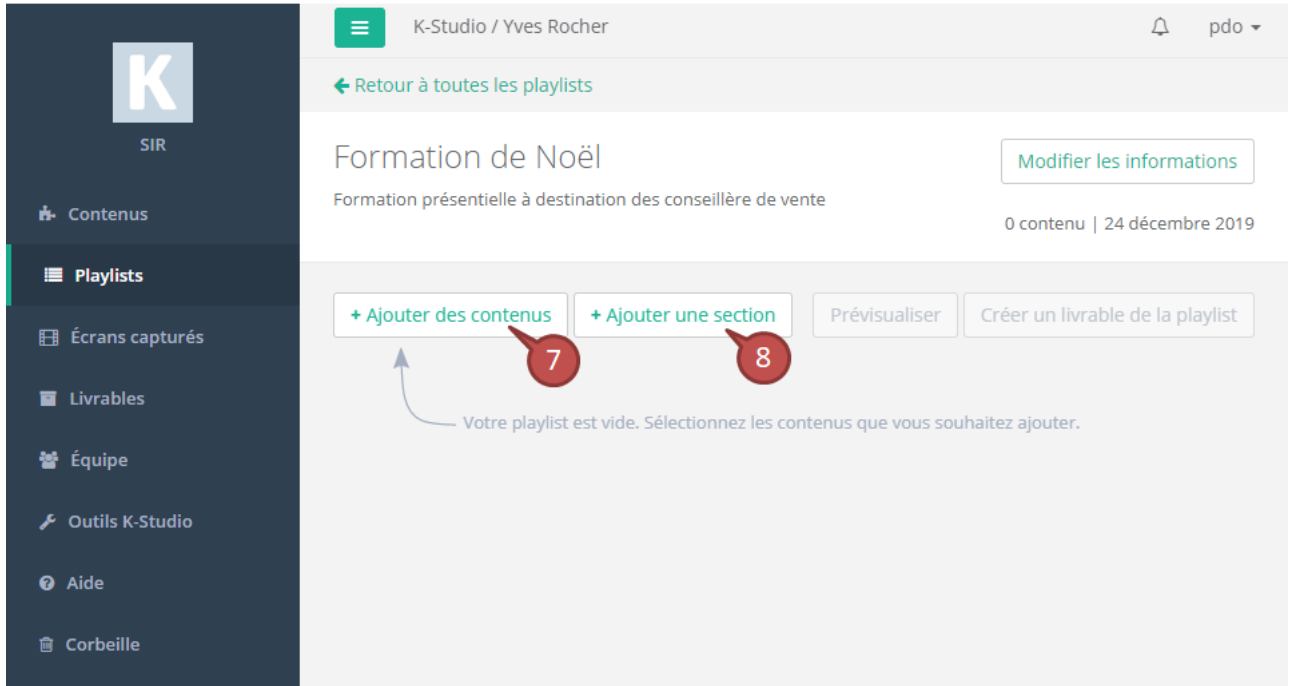 K-Studio / Yves Rocher
pdo
K
SIR
Retour à toutes les playlists
Formation de Noël
Modifier les informations
Formation présentielle à destination des conseillère de vente
0 contenu | 24 décembre 2019
Contenus
Playlists
Écrans capturés
Livrables
Équipe
Outils K-Studio
Aide
Corbeille
+ Ajouter des contenus
+ Ajouter une section
Prévisualiser
Créer un livrable de la playlist
7
8
Votre playlist est vide. Sélectionnez les contenus que vous souhaitez ajouter.